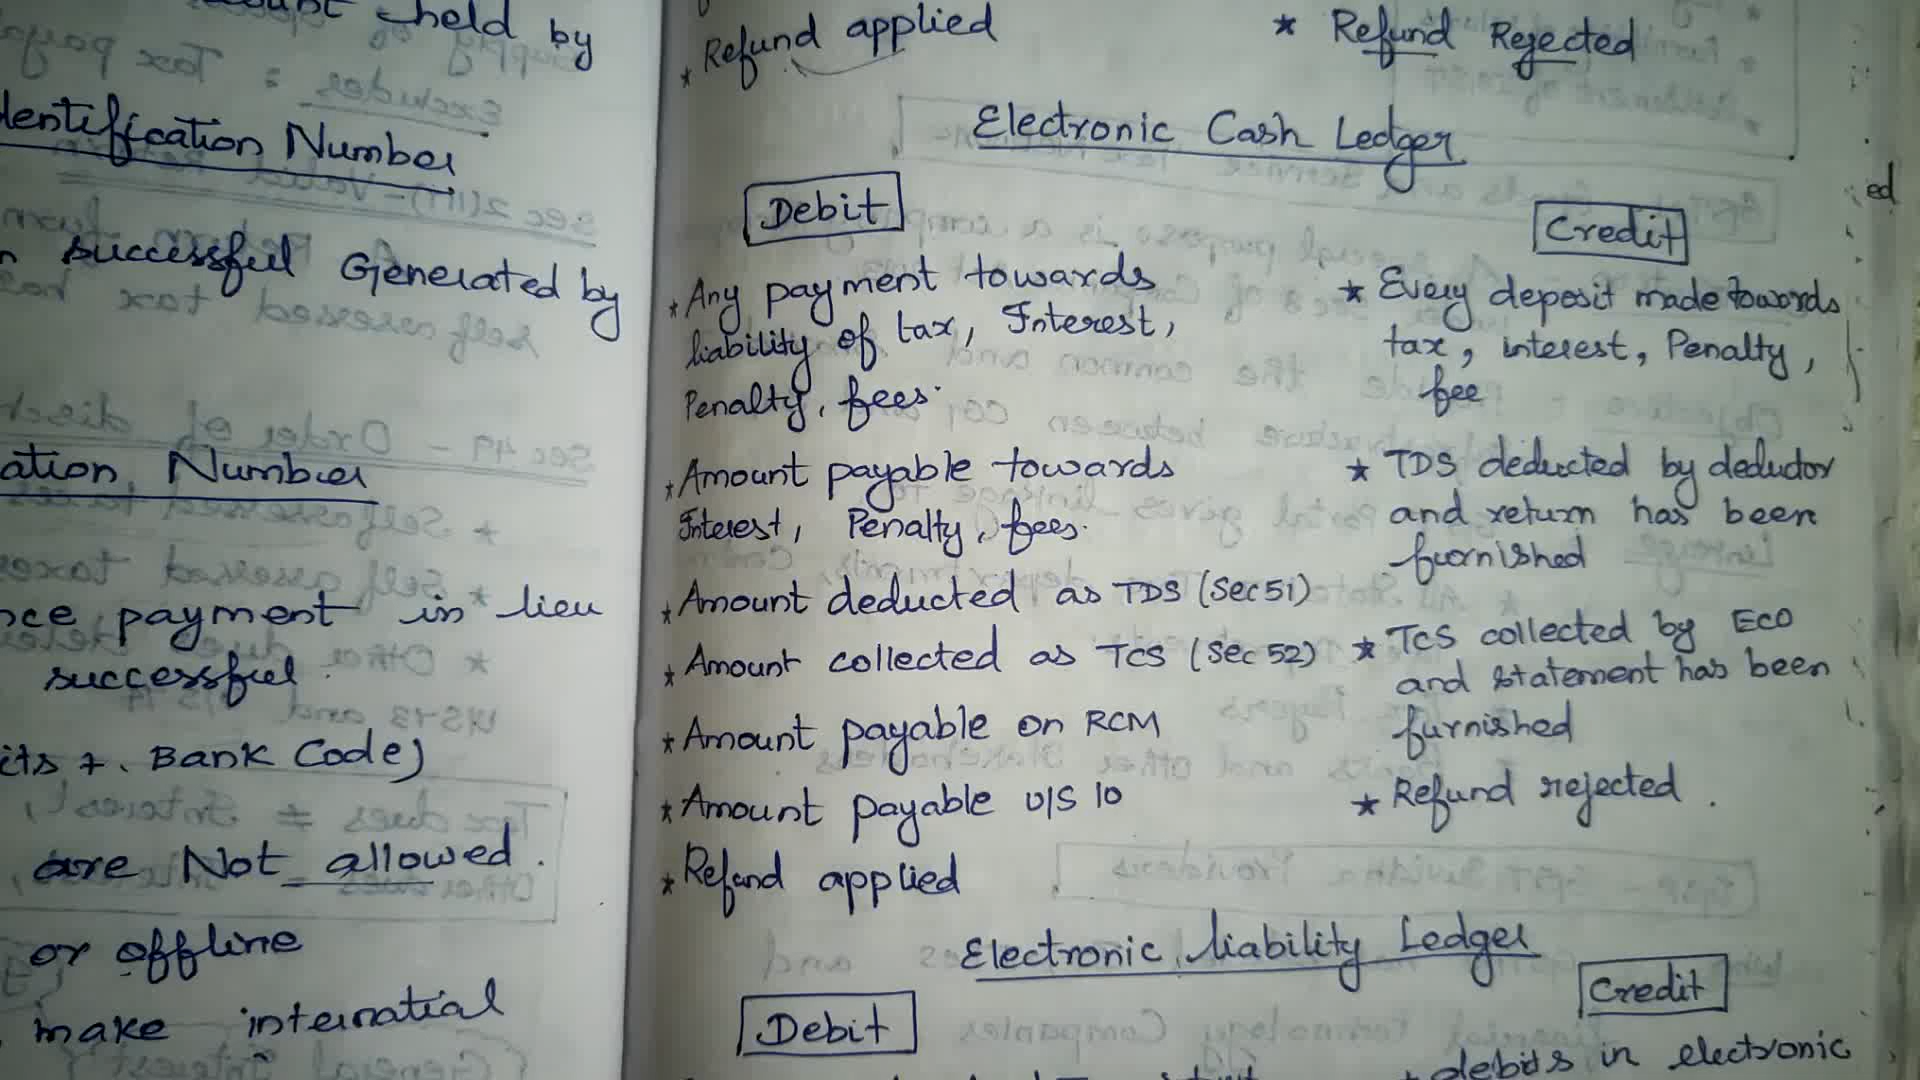 held by
dentification Number
successful Generated by
ation Number
payment in lieu
successful
Bank Code)
are Not allowed.
or offline
make internatial
* Refund applied
* Refund Rejected
Electronic Cash Ledger
Debit
* Any payment towards
liability of tax, Interest,
Penalty, fees.
* Amount payable towards
Interest, Penalty, fees.
* Amount deducted as TDS (Sec 51)
* Amount collected as TCS (Sec 52)
* Amount payable on RCM
* Amount payable U/S 10
* Refund applied
Credit
* Every deposit made towards
tax, interest, Penalty,
fee
* TDS deducted by deductor
and return has been
furnished
* TCS collected by ECO
and statement has been
furnished
* Refund rejected.
Electronic liability Ledger
Debit
Credit
debits in electronic
ed